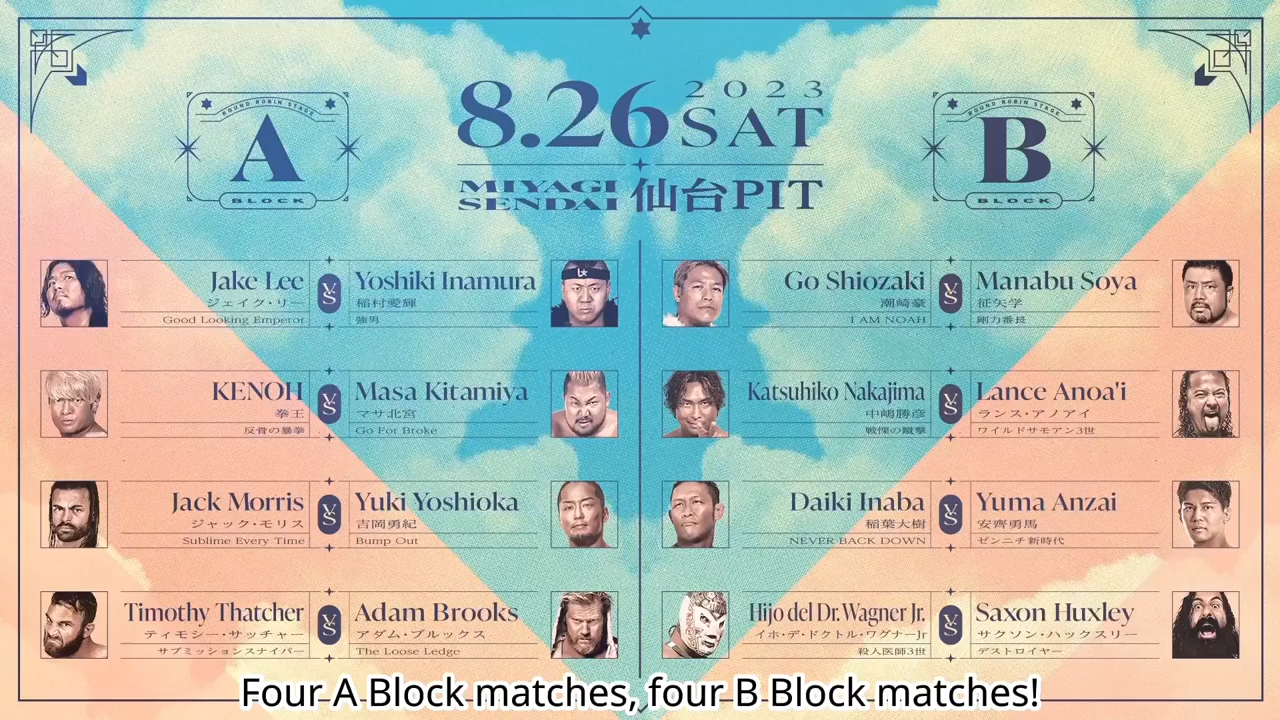 8.26 2023 SAT
MIYAGI SENDAI 仙台PIT
ROUND ROBIN STAGE
A
BLOCK
ROUND ROBIN STAGE
B
BLOCK
Jake Lee VS Yoshiki Inamura
ジェイク・リー 稲村愛輝
Good Looking Emperor 強男
KENOH VS Masa Kitamiya
拳王 マサ北宮
反骨の暴拳 Go For Broke
Jack Morris VS Yuki Yoshioka
ジャック・モリス 吉岡勇紀
Sublime Every Time Bump Out
Timothy Thatcher VS Adam Brooks
ティモシー・サッチャー アダム・ブルックス
サブミッションスナイパー The Loose Ledge
Go Shiozaki VS Manabu Soya
潮崎豪 征矢学
I AM NOAH 剛力番長
Katsuhiko Nakajima VS Lance Anoa'i
中嶋勝彦 ランス・アノアイ
戦慄の蹴撃 ワイルドサモアン3世
Daiki Inaba VS Yuma Anzai
稲葉大樹 安齊勇馬
NEVER BACK DOWN ゼンニチ新時代
Hijo del Dr.Wagner Jr. VS Saxon Huxley
イホ・デ・ドクトル・ワグナーJr サクソン・ハックスリー
殺人医師3世 デストロイヤー
Four A Block matches, four B Block matches!